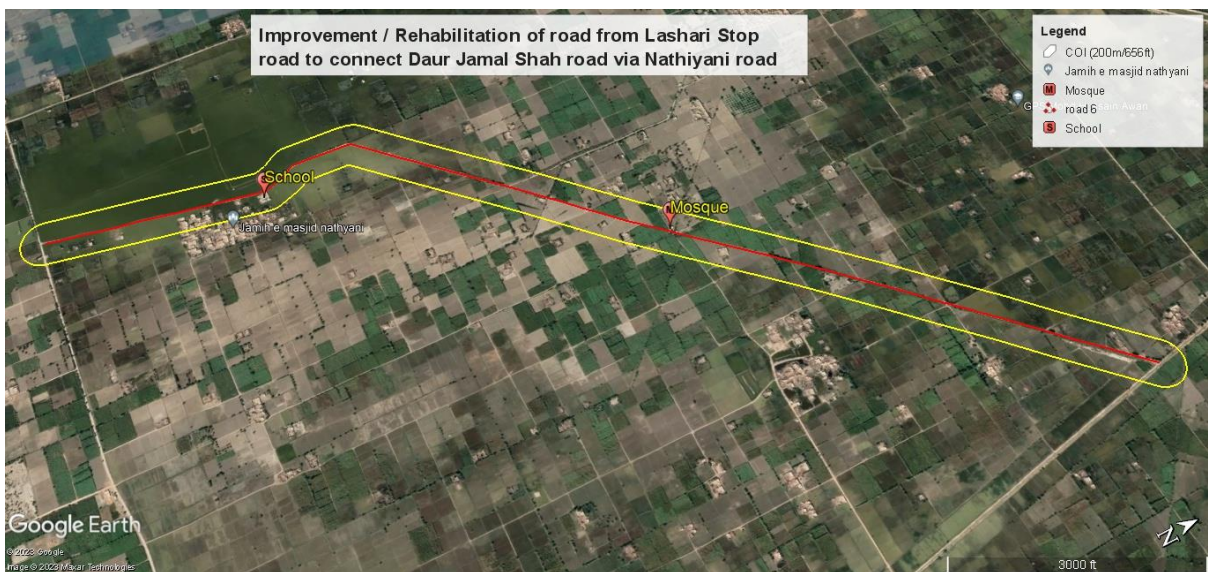 Improvement / Rehabilitation of road from Lashari Stop
road to connect Daur Jamal Shah road via Nathiyani road
Legend
COI (200m/656ft)
Jamih e masjid nathyani
M Mosque
road 6
S School
School
Mosque
Jamih e masjid nathyani
Google Earth
© 2023 Google
Image © 2023 Maxar Technologies
N
3000 ft